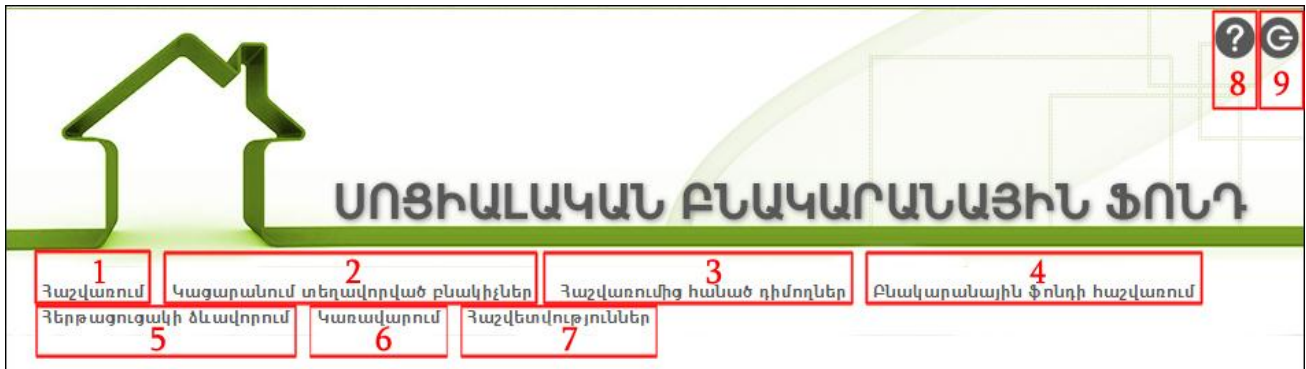 ?
8 9
ՍՈՑԻԱԼԱԿԱՆ ԲՆԱԿԱՐԱՆԱՅԻՆ ՖՈՆԴ
1 2 3 4
Հաշվառում Կացարանում տեղավորված բնակիչներ Հաշվառումից հանած դիմողներ Բնակարանային ֆոնդի հաշվառում
Հերթացուցակի ձևավորում Կառավարում Հաշվետվություններ
5 6 7